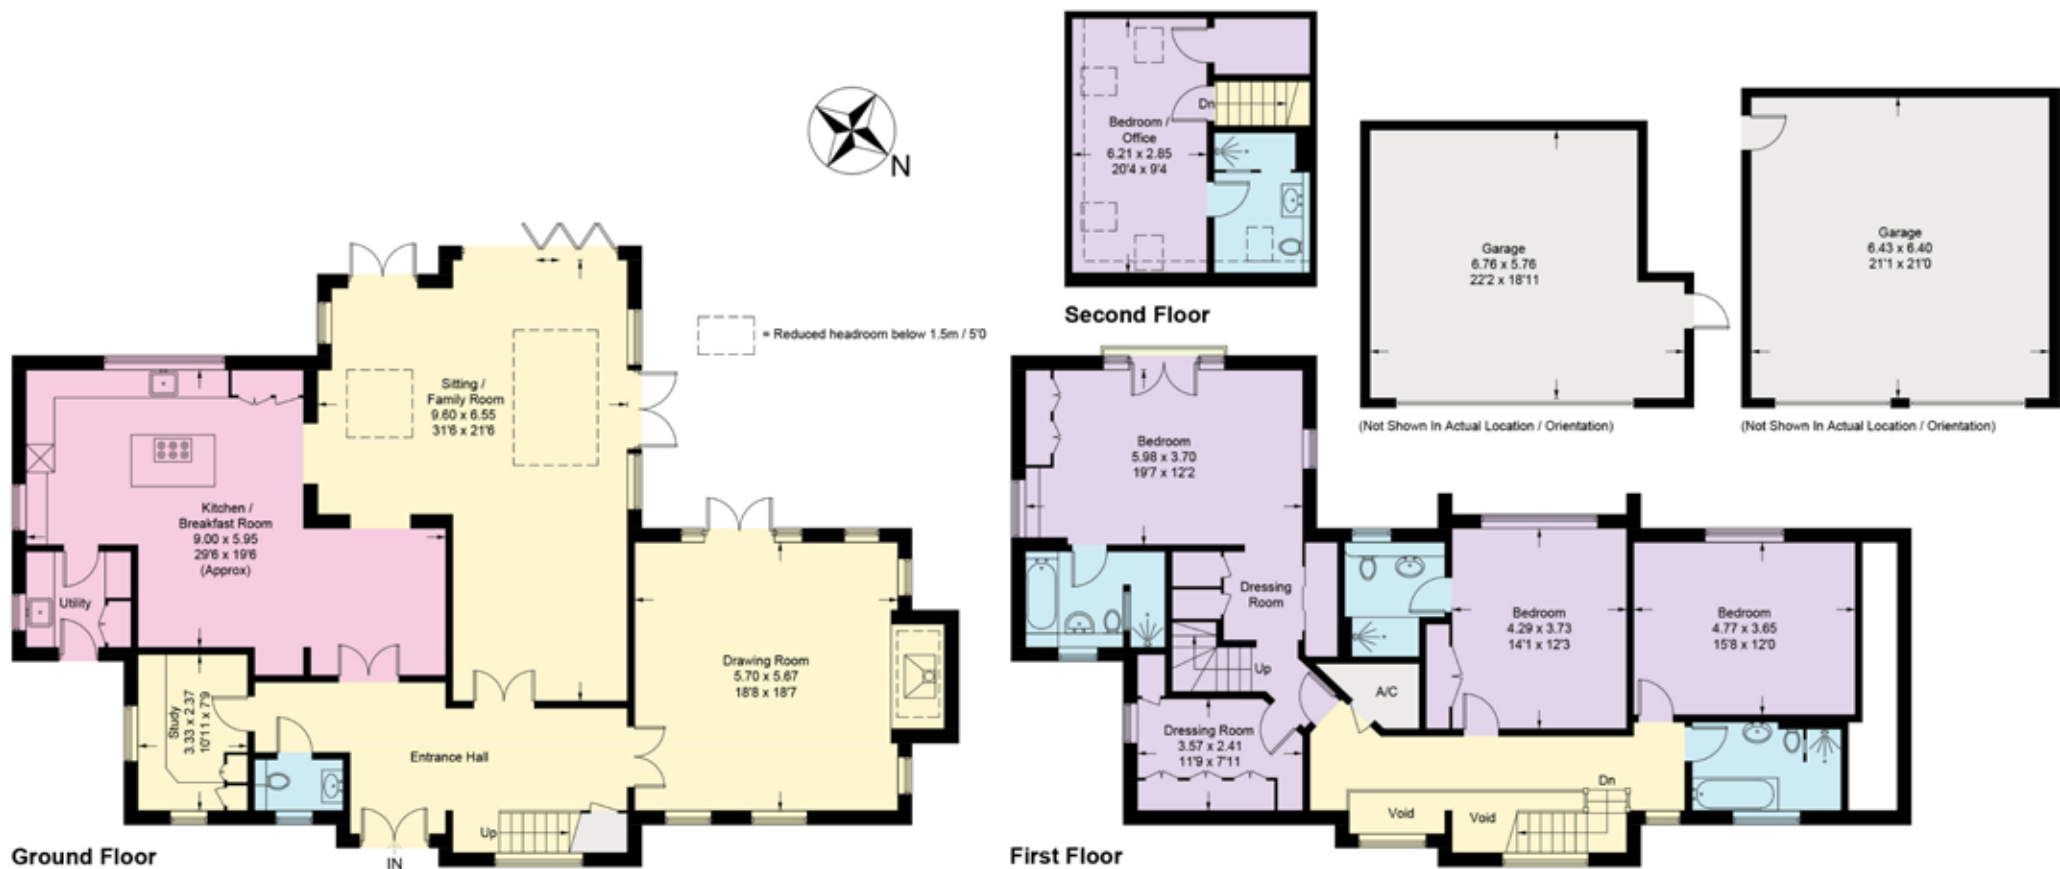 N
= Reduced headroom below 1.5m / 5'0
Sitting /
Family Room
9.60 x 6.55
31'6 x 21'6
Kitchen /
Breakfast Room
9.00 x 5.95
29'6 x 19'6
(Approx)
Utility
Study
3.33 x 2.37
10'11 x 7'9
Entrance Hall
Drawing Room
5.70 x 5.67
18'8 x 18'7
Up
IN
Ground Floor
Bedroom /
Office
6.21 x 2.85
20'4 x 9'4
Dn
Second Floor
Garage
6.76 x 5.76
22'2 x 18'11
(Not Shown In Actual Location / Orientation)
Garage
6.43 x 6.40
21'1 x 21'0
(Not Shown In Actual Location / Orientation)
Bedroom
5.98 x 3.70
19'7 x 12'2
Dressing
Room
Up
A/C
Dressing Room
3.57 x 2.41
11'9 x 7'11
Bedroom
4.29 x 3.73
14'1 x 12'3
Bedroom
4.77 x 3.65
15'8 x 12'0
Dn
Void
Void
First Floor